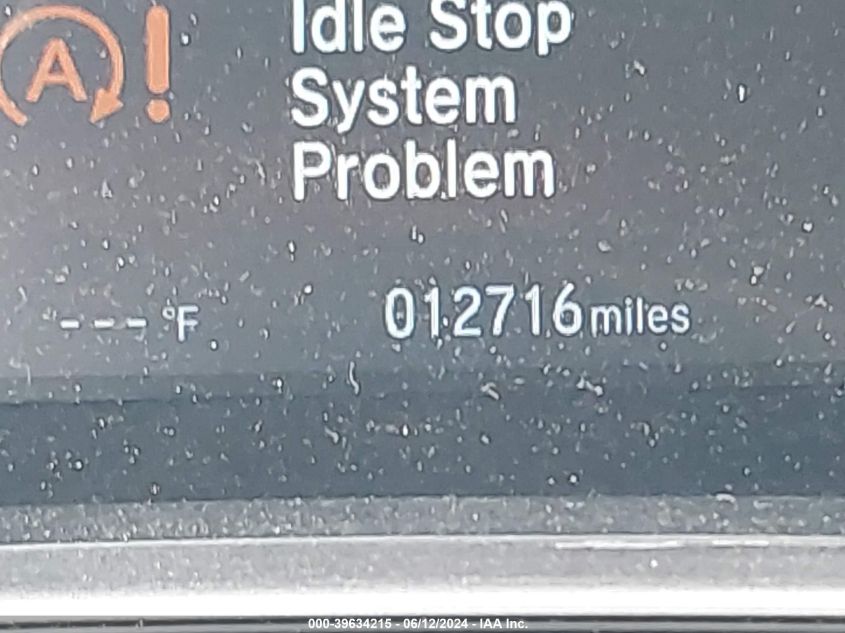 A !
Idle Stop
System
Problem
---°F 012716 miles
000-39634215 - 06/12/2024 - IAA Inc.